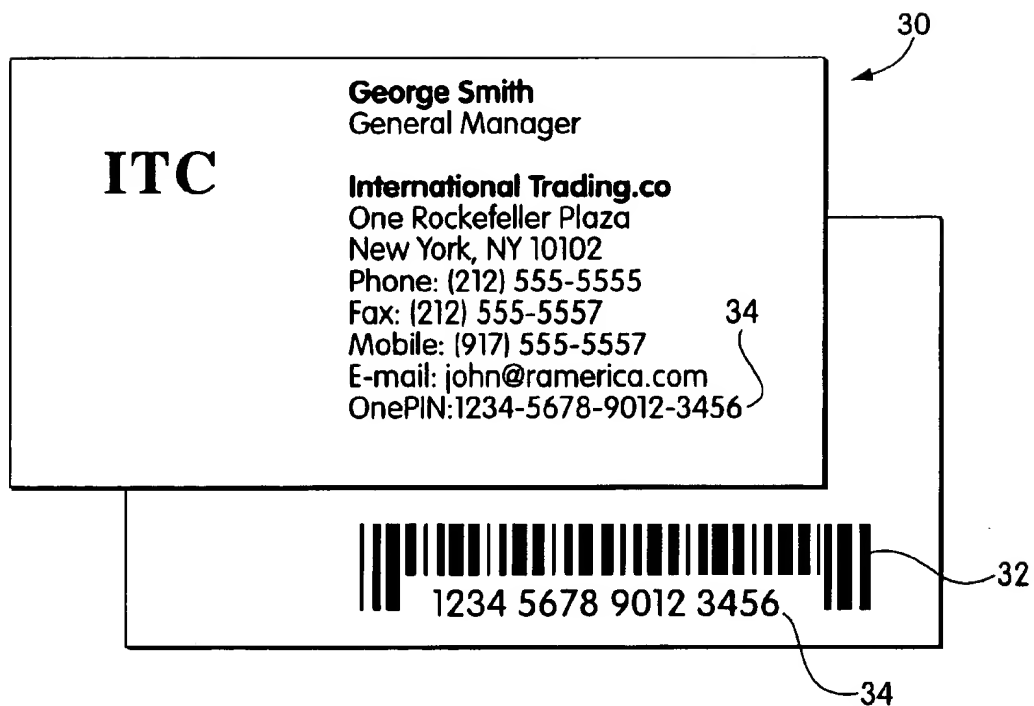 30
ITC
George Smith
General Manager
International Trading.co
One Rockefeller Plaza
New York, NY 10102
Phone: (212) 555-5555
Fax: (212) 555-5557
34
Mobile: (917) 555-5557
E-mail: john@ramerica.com
OnePIN:1234-5678-9012-3456
32
1234 5678 9012 3456
34